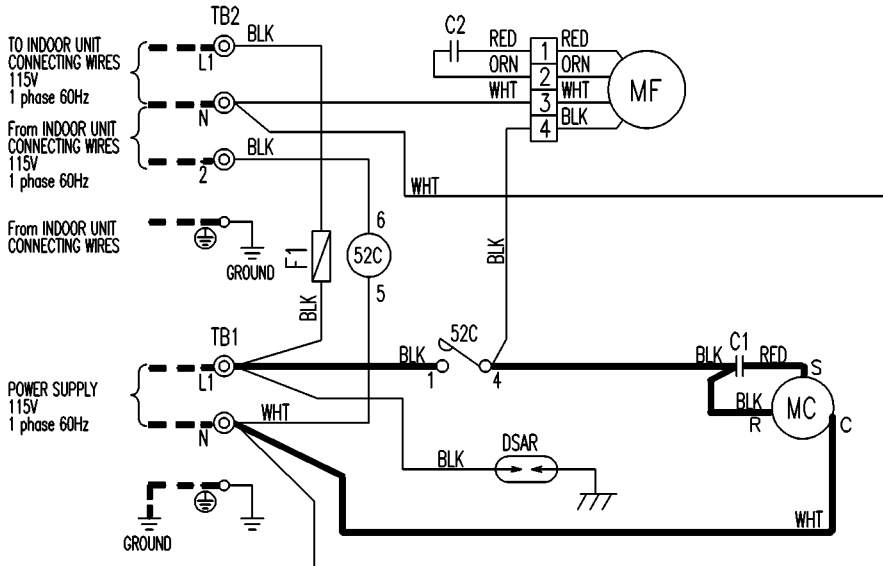 TB2
BLK
TO INDOOR UNIT
CONNECTING WIRES
115V
1 phase 60Hz
L1
N
From INDOOR UNIT
CONNECTING WIRES
115V
1 phase 60Hz
BLK
2
From INDOOR UNIT
CONNECTING WIRES
GROUND
F1
BLK
6
52C
5
C2
RED 1 RED
ORN 2 ORN
WHT 3 WHT
4 BLK
MF
WHT
BLK
TB1
L1
POWER SUPPLY
115V
1 phase 60Hz
N
WHT
GROUND
BLK
1
52C
4
BLK
C1
RED
S
BLK
R
MC
C
BLK
DSAR
WHT